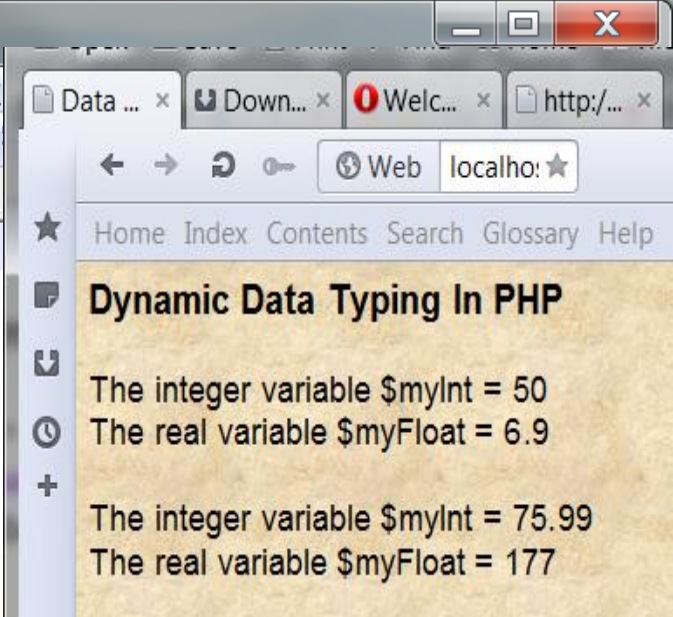 Data ...
Down...
Welc...
http:/...
Web
localho:
Home Index Contents Search Glossary Help
Dynamic Data Typing In PHP
The integer variable $myInt = 50
The real variable $myFloat = 6.9
The integer variable $myInt = 75.99
The real variable $myFloat = 177